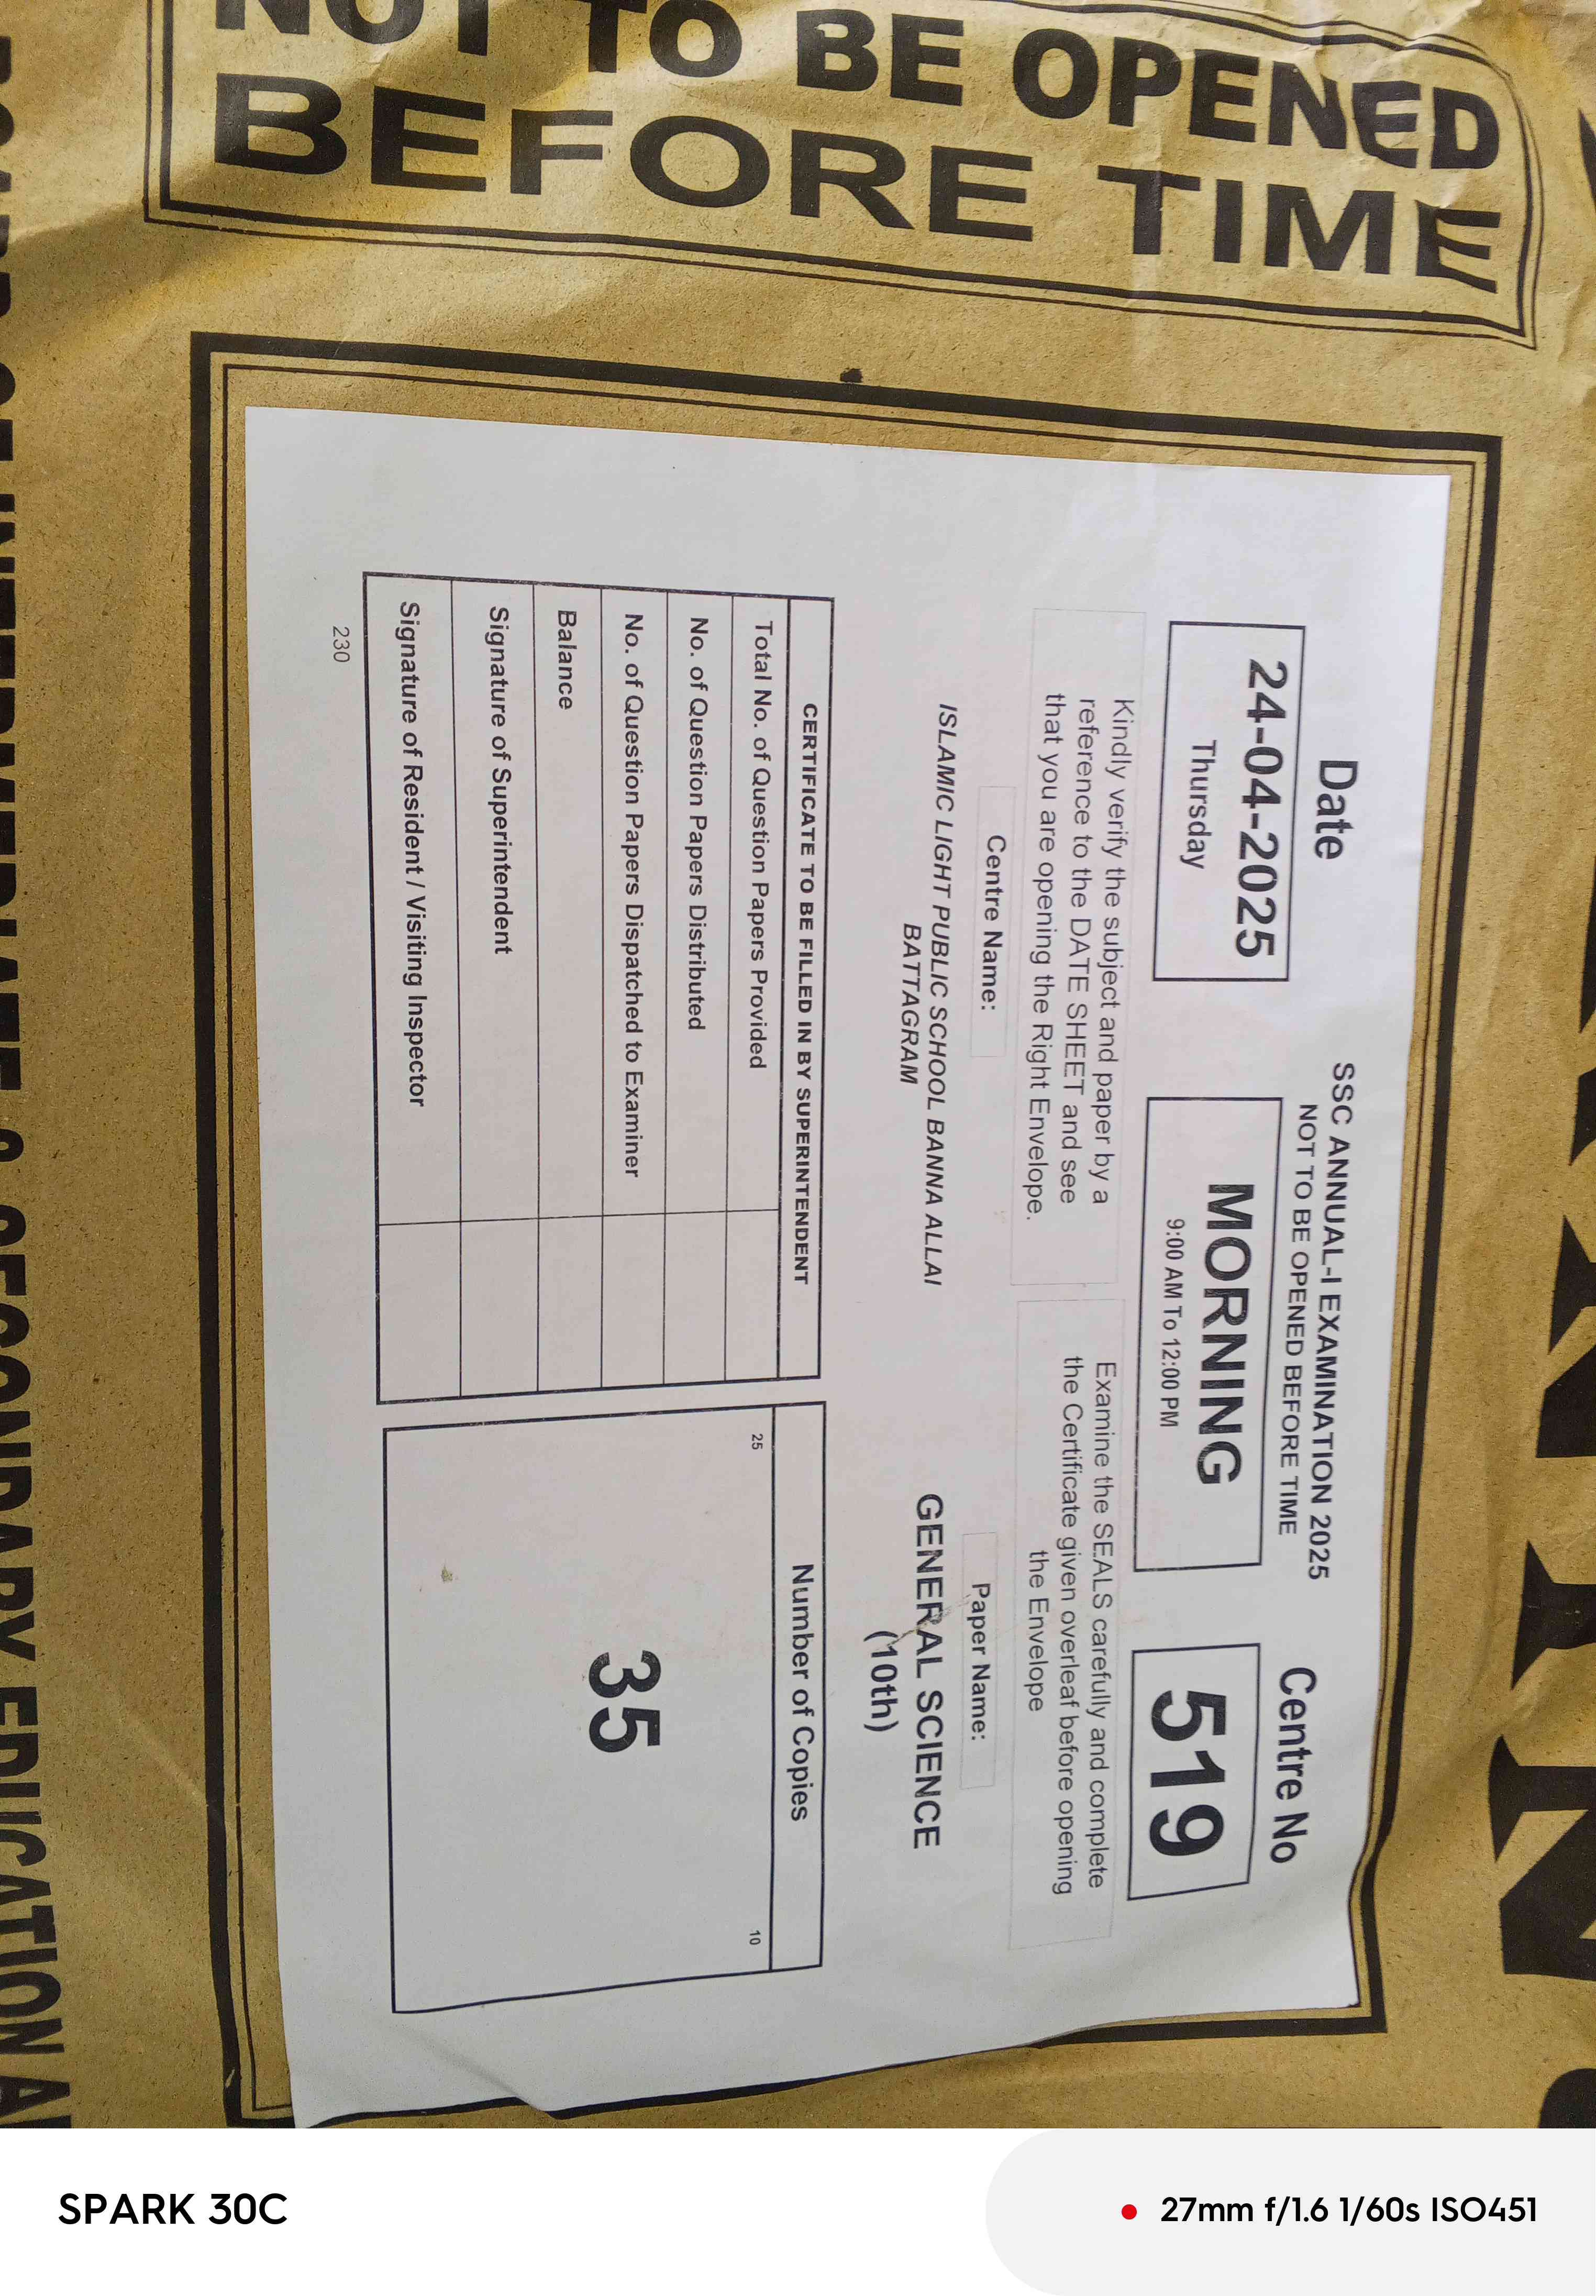 NOT TO BE OPENED
BEFORE TIME
SSC ANNUAL-I EXAMINATION 2025
NOT TO BE OPENED BEFORE TIME
Date
24-04-2025
Thursday
MORNING
9:00 AM To 12:00 PM
Centre No
519
Kindly verify the subject and paper by a
reference to the DATE SHEET and see
that you are opening the Right Envelope.
Examine the SEALS carefully and complete
the Certificate given overleaf before opening
the Envelope
Centre Name:
ISLAMIC LIGHT PUBLIC SCHOOL BANNA ALLAI
BATTAGRAM
Paper Name:
GENERAL SCIENCE
(10th)
CERTIFICATE TO BE FILLED IN BY SUPERINTENDENT
Total No. of Question Papers Provided
No. of Question Papers Distributed
No. of Question Papers Dispatched to Examiner
Balance
Signature of Superintendent
Signature of Resident / Visiting Inspector
Number of Copies
25
10
35
230
BOARD OF INTERMEDIATE & SECONDARY EDUCATION
SPARK 30C
27mm f/1.6 1/60s ISO451